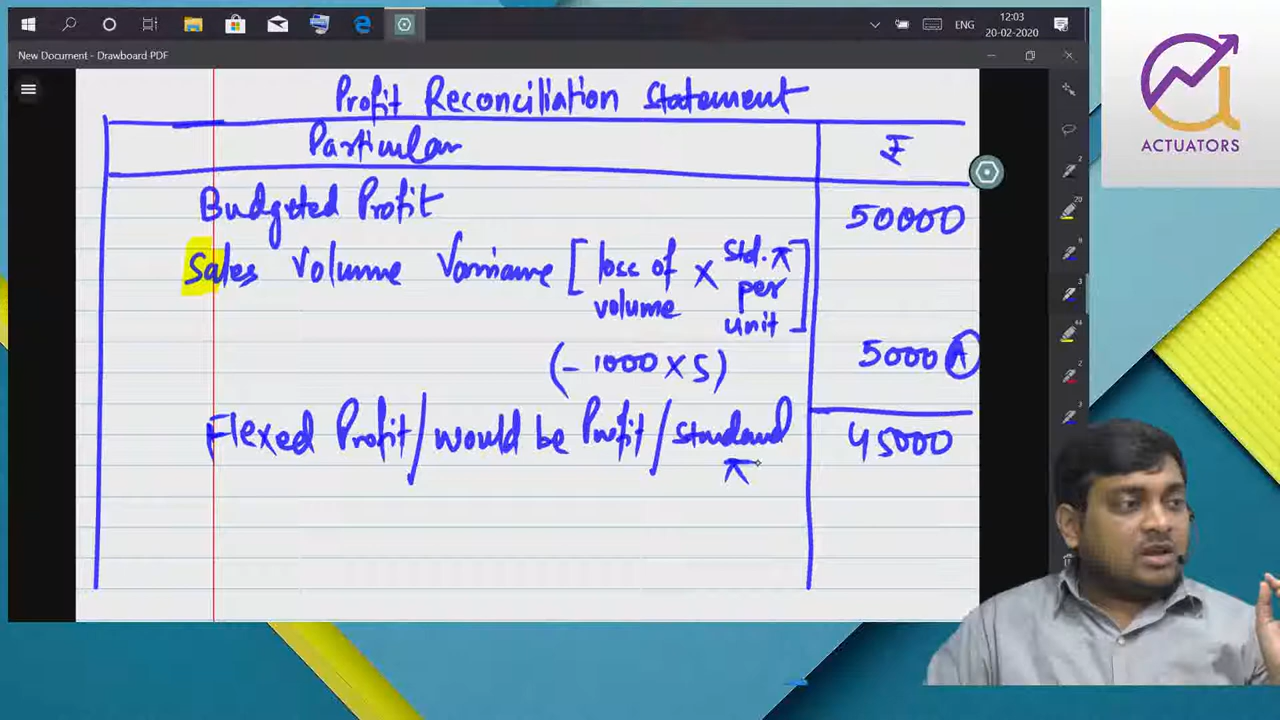 ENG
12:03
20-02-2020
New Document - Drawboard PDF
ACTUATORS
Profit Reconciliation Statement
Particular ₹
Budgeted Profit 50000
Sales Volume Variance [loss of volume × Std. π per unit]
(-1000 × 5) 5000 A
Flexed Profit/would be Profit/standard π 45000